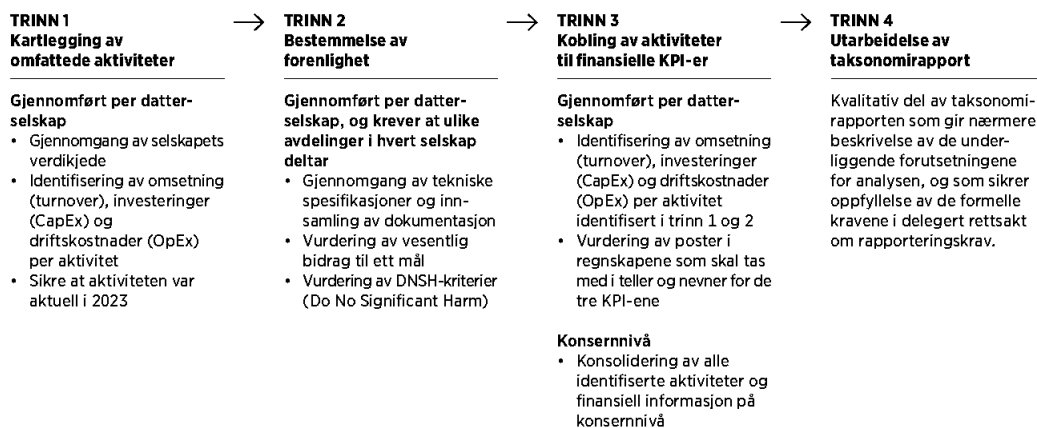 TRINN 1
Kartlegging av
omfattede aktiviteter
Gjennomført per datter-
selskap
• Gjennomgang av selskapets
verdikjede
• Identifisering av omsetning
(turnover), investeringer
(CapEx) og
driftskostnader (OpEx)
per aktivitet
• Sikre at aktiviteten var
aktuell i 2023
TRINN 2
Bestemmelse av
forenlighet
Gjennomført per datter-
selskap, og krever at ulike
avdelinger i hvert selskap
deltar
• Gjennomgang av tekniske
spesifikasjoner og inn-
samling av dokumentasjon
• Vurdering av vesentlig
bidrag til ett mål
• Vurdering av DNSH-kriterier
(Do No Significant Harm)
TRINN 3
Kobling av aktiviteter
til finansielle KPI-er
Gjennomført per datter-
selskap
• Identifisering av omsetning
(turnover), investeringer
(CapEx) og driftskostnader
(OpEx) per aktivitet
identifisert i trinn 1 og 2
• Vurdering av poster i
regnskapene som skal tas
med i teller og nevner for de
tre KPI-ene
Konsernnivå
• Konsolidering av alle
identifiserte aktiviteter og
finansiell informasjon på
konsernnivå
TRINN 4
Utarbeidelse av
taksonomirapport
Kvalitativ del av taksonomi-
rapporten som gir nærmere
beskrivelse av de under-
liggende forutsetningene
for analysen, og som sikrer
oppfyllelse av de formelle
kravene i delegert rettsakt
om rapporteringskrav.